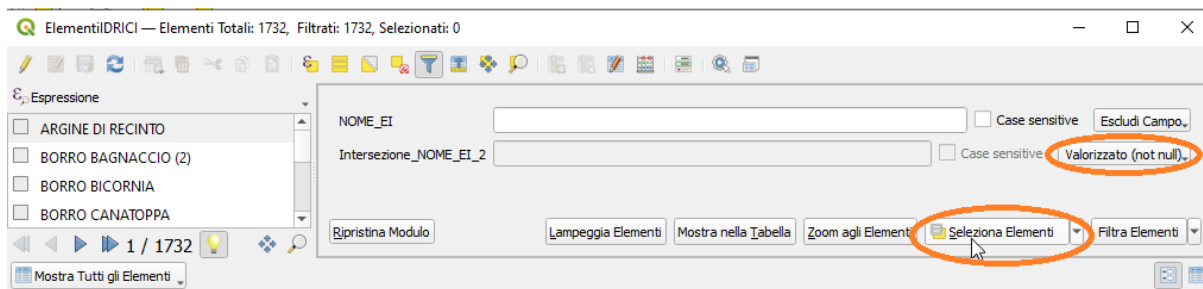 ElementiIDRICI — Elementi Totali: 1732, Filtrati: 1732, Selezionati: 0
Espressione
ARGINE DI RECINTO
BORRO BAGNACCIO (2)
BORRO BICORNIA
BORRO CANATOPPA
1 / 1732
Mostra Tutti gli Elementi
NOME_EI Case sensitive Escludi Campo
Intersezione_NOME_EI_2 Case sensitive Valorizzato (not null)
Ripristina Modulo Lampeggia Elementi Mostra nella Tabella Zoom agli Elementi Seleziona Elementi Filtra Elementi